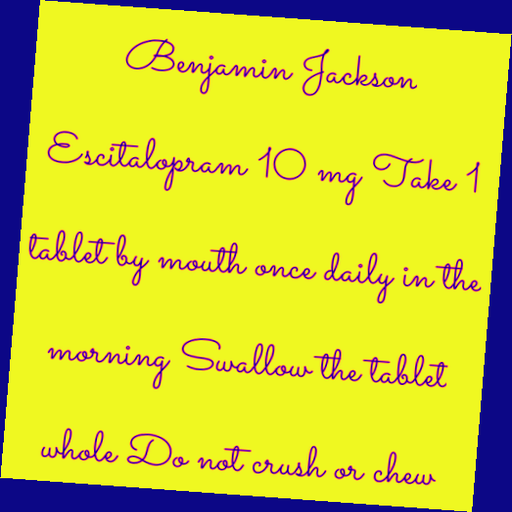 Benjamin Jackson
Escitalopram 10 mg Take 1
tablet by mouth once daily in the
morning Swallow the tablet
whole Do not crush or chew